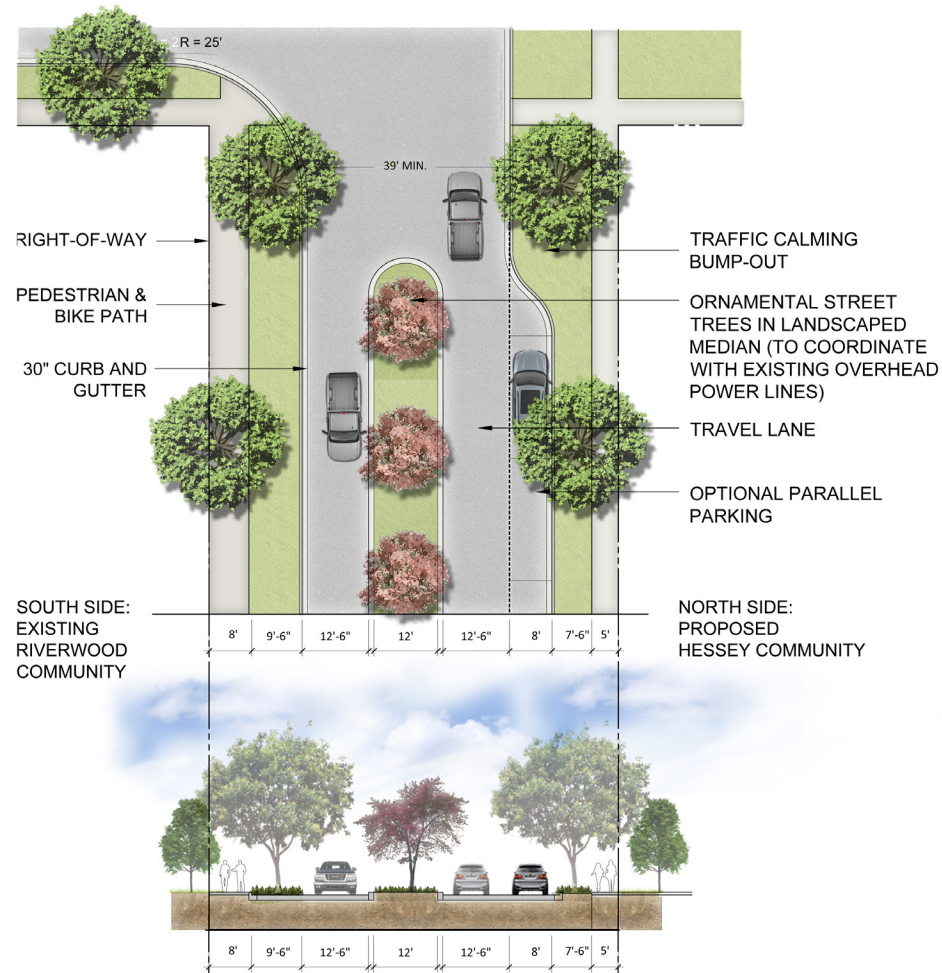 R = 25'
39' MIN.
RIGHT-OF-WAY
PEDESTRIAN &
BIKE PATH
30" CURB AND
GUTTER
TRAFFIC CALMING
BUMP-OUT
ORNAMENTAL STREET
TREES IN LANDSCAPED
MEDIAN (TO COORDINATE
WITH EXISTING OVERHEAD
POWER LINES)
TRAVEL LANE
OPTIONAL PARALLEL
PARKING
SOUTH SIDE:
EXISTING
RIVERWOOD
COMMUNITY
NORTH SIDE:
PROPOSED
HESSEY COMMUNITY
8' 9'-6" 12'-6" 12' 12'-6" 8' 7'-6" 5'
8' 9'-6" 12'-6" 12' 12'-6" 8' 7'-6" 5'